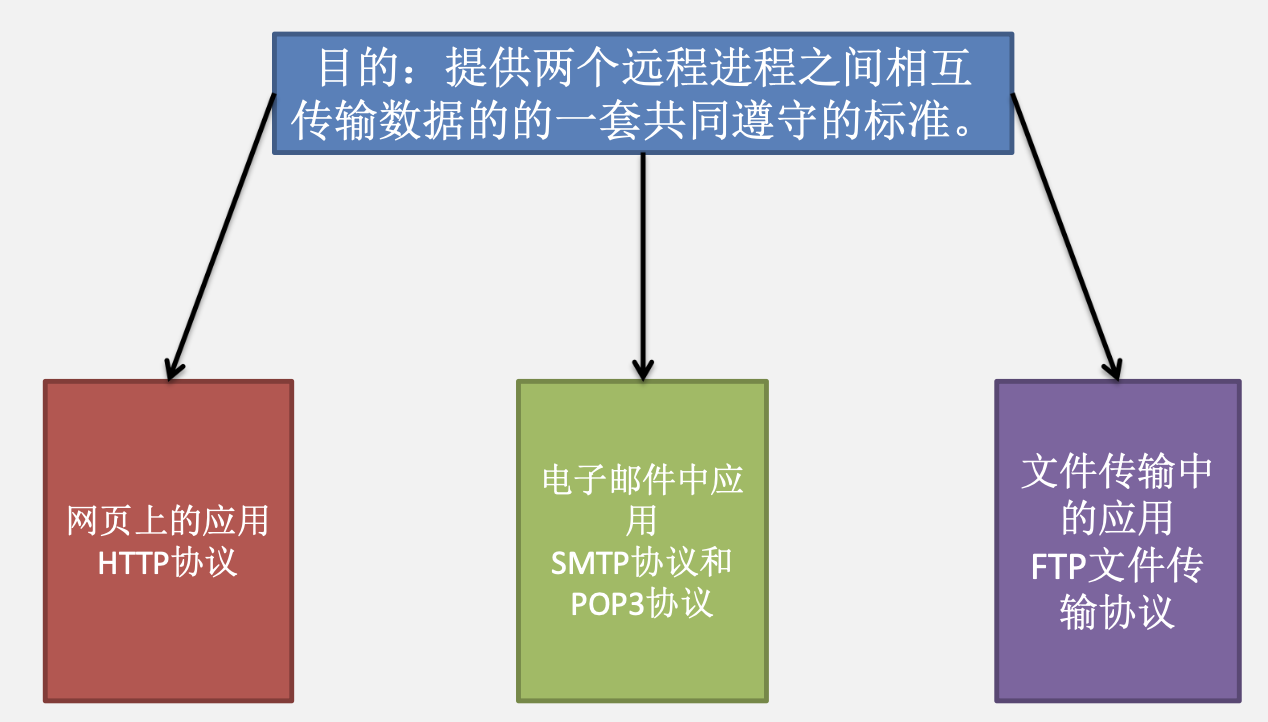 目的：提供两个远程进程之间相互
传输数据的的一套共同遵守的标准。
网页上的应用
HTTP协议
电子邮件中应
用
SMTP协议和
POP3协议
文件传输中
的应用
FTP文件传
输协议